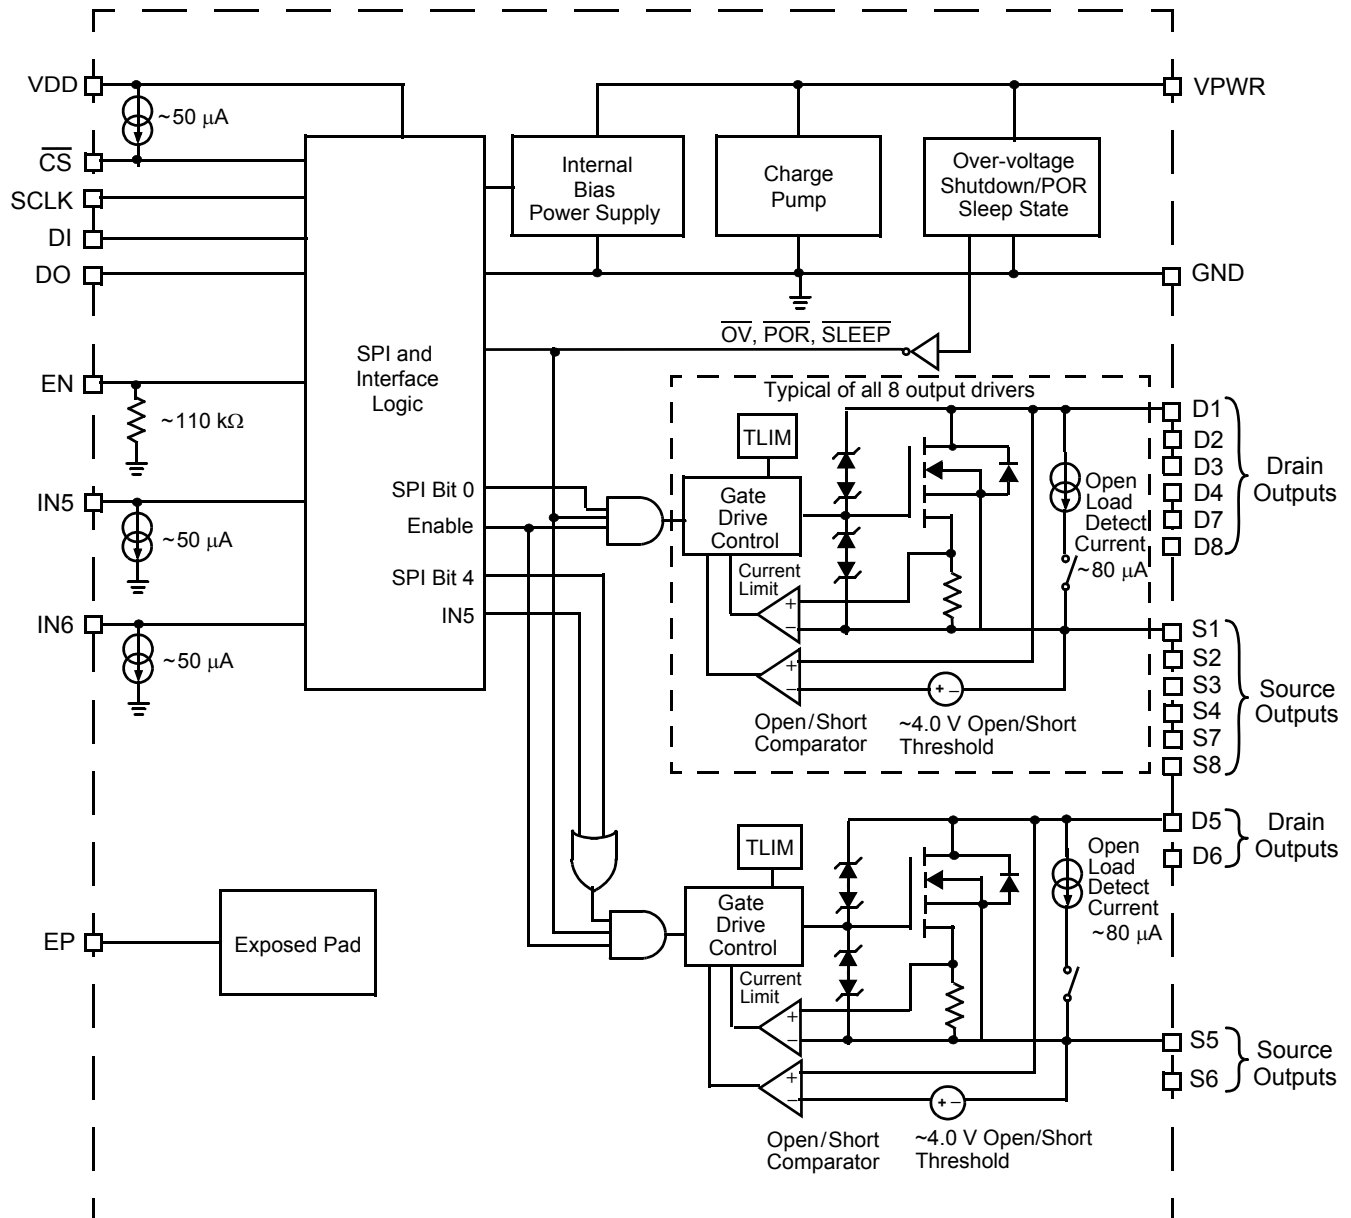 VDD
~50 μA
CS
SCLK
DI
DO
EN
~110 kΩ
IN5
~50 μA
IN6
~50 μA
EP
Exposed Pad
SPI and
Interface
Logic
SPI Bit 0
Enable
SPI Bit 4
IN5
Internal
Bias
Power Supply
Charge
Pump
Over-voltage
Shutdown/POR
Sleep State
VPWR
GND
OV, POR, SLEEP
Typical of all 8 output drivers
TLIM
Gate
Drive
Control
Current
Limit
+
–
+
–
Open/Short
Comparator
+ –
~4.0 V Open/Short
Threshold
Open
Load
Detect
Current
~80 μA
D1
D2
D3
D4
D7
D8
Drain
Outputs
S1
S2
S3
S4
S7
S8
Source
Outputs
TLIM
Gate
Drive
Control
Current
Limit
+
–
+
–
Open/Short
Comparator
+ –
~4.0 V Open/Short
Threshold
Open
Load
Detect
Current
~80 μA
D5
D6
Drain
Outputs
S5
S6
Source
Outputs